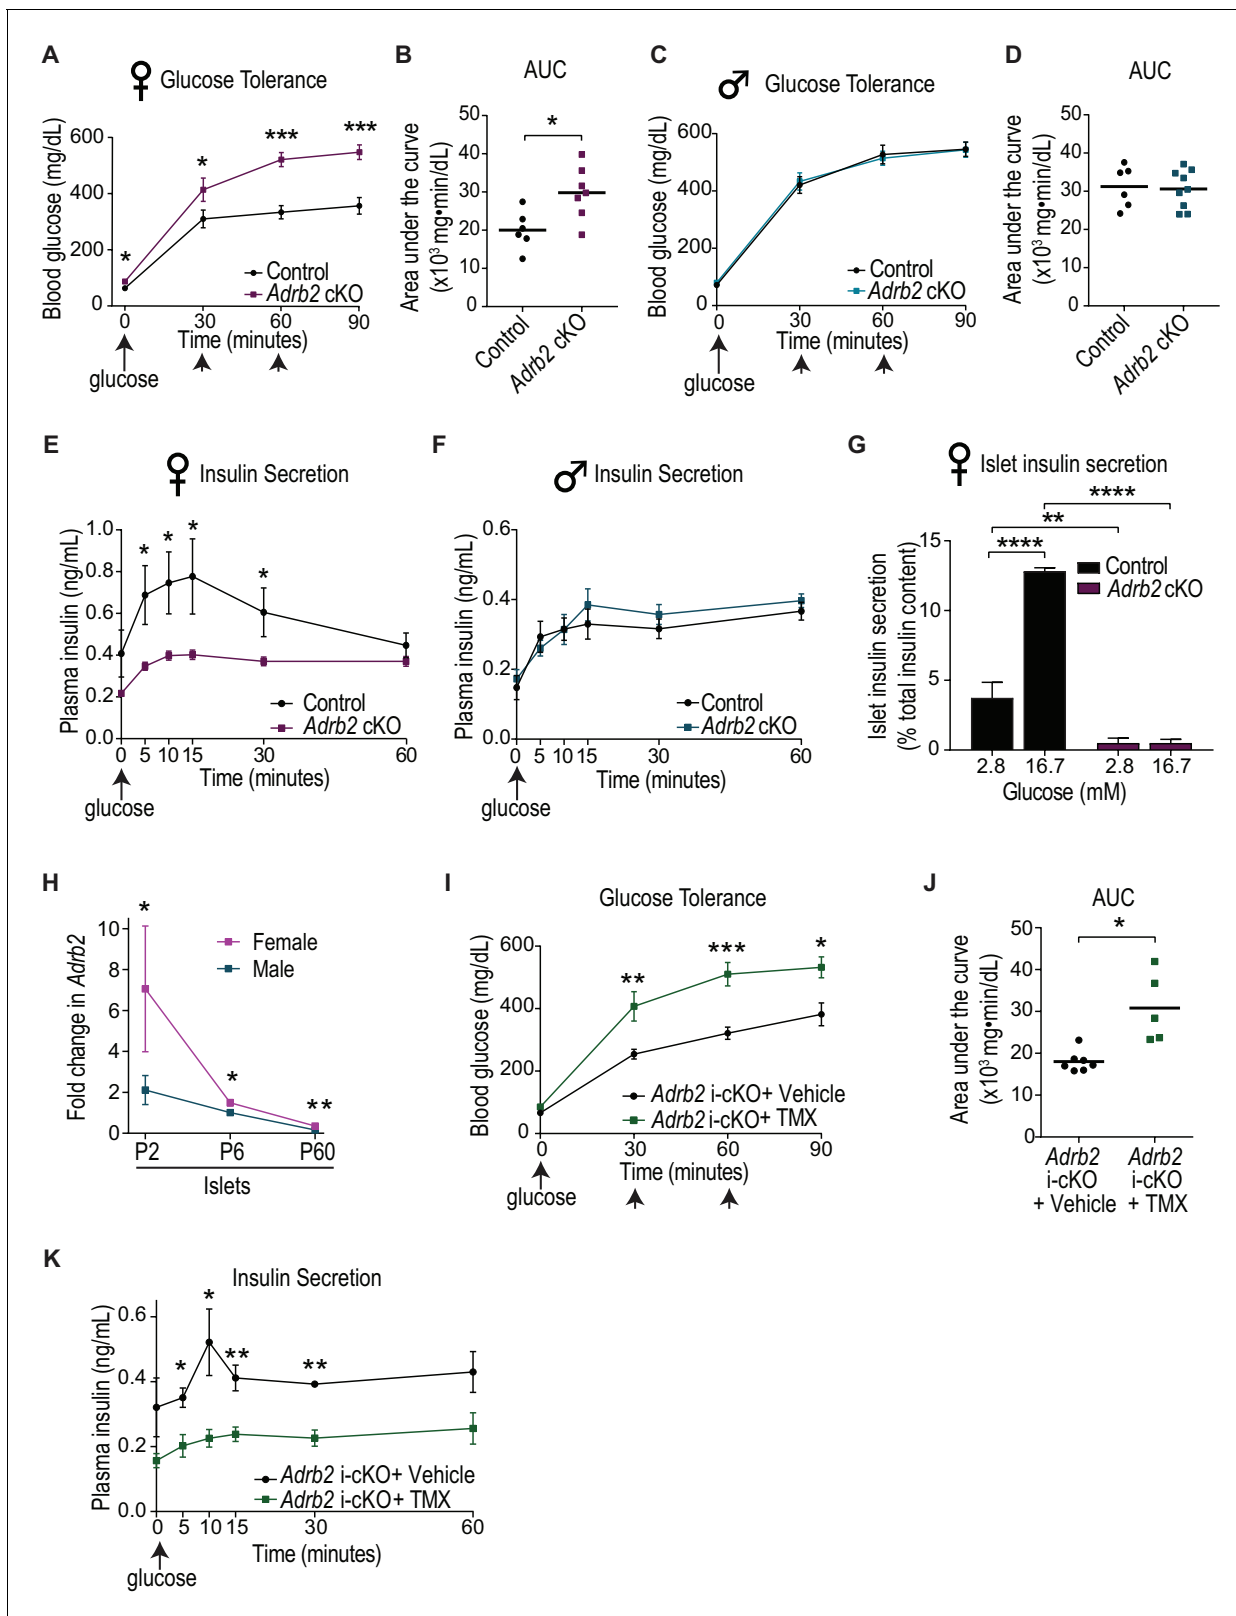 A
♀ Glucose Tolerance
Blood glucose (mg/dL)
600
400
200
0
*
*
***
***
Control
Adrb2 cKO
0 30 60 90
Time (minutes)
glucose
B
AUC
Area under the curve
(x10³ mg•min/dL)
50
40
30
20
10
0
*
Control
Adrb2 cKO
C
♂ Glucose Tolerance
Blood glucose (mg/dL)
600
400
200
0
Control
Adrb2 cKO
0 30 60 90
Time (minutes)
glucose
D
AUC
Area under the curve
(x10³ mg•min/dL)
50
40
30
20
10
0
Control
Adrb2 cKO
E
♀ Insulin Secretion
Plasma insulin (ng/mL)
1.0
0.8
0.6
0.4
0.2
0.0
* * * *
Control
Adrb2 cKO
0 5 10 15 30 60
Time (minutes)
glucose
F
♂ Insulin Secretion
Plasma insulin (ng/mL)
0.6
0.4
0.2
0.0
Control
Adrb2 cKO
0 5 10 15 30 60
Time (minutes)
glucose
G
♀ Islet insulin secretion
Islet insulin secretion
(% total insulin content)
15
10
5
0
****
**
****
Control
Adrb2 cKO
2.8 16.7 2.8 16.7
Glucose (mM)
H
Fold change in Adrb2
10
8
6
4
2
0
*
*
**
Female
Male
P2 P6 P60
Islets
I
Glucose Tolerance
Blood glucose (mg/dL)
600
400
200
0
**
***
*
Adrb2 i-cKO+ Vehicle
Adrb2 i-cKO+ TMX
0 30 60 90
Time (minutes)
glucose
J
AUC
Area under the curve
(x10³ mg•min/dL)
50
40
30
20
10
0
*
Adrb2 Adrb2
i-cKO i-cKO
+ Vehicle + TMX
K
Insulin Secretion
Plasma insulin (ng/mL)
0.6
0.4
0.2
0.0
*
*
**
**
Adrb2 i-cKO+ Vehicle
Adrb2 i-cKO+ TMX
0 5 10 15 30 60
Time (minutes)
glucose